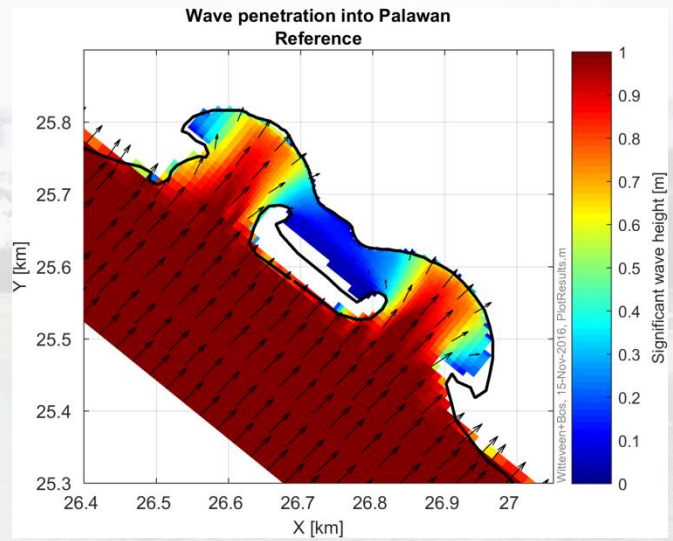 Wave penetration into Palawan
Reference
25.8
25.7
25.6
25.5
25.4
25.3
Y [km]
26.4 26.5 26.6 26.7 26.8 26.9 27
X [km]
Witteveen+Bos, 15-Nov-2016, PlotResults.m
1
0.9
0.8
0.7
0.6
0.5
0.4
0.3
0.2
0.1
0
Significant wave height [m]